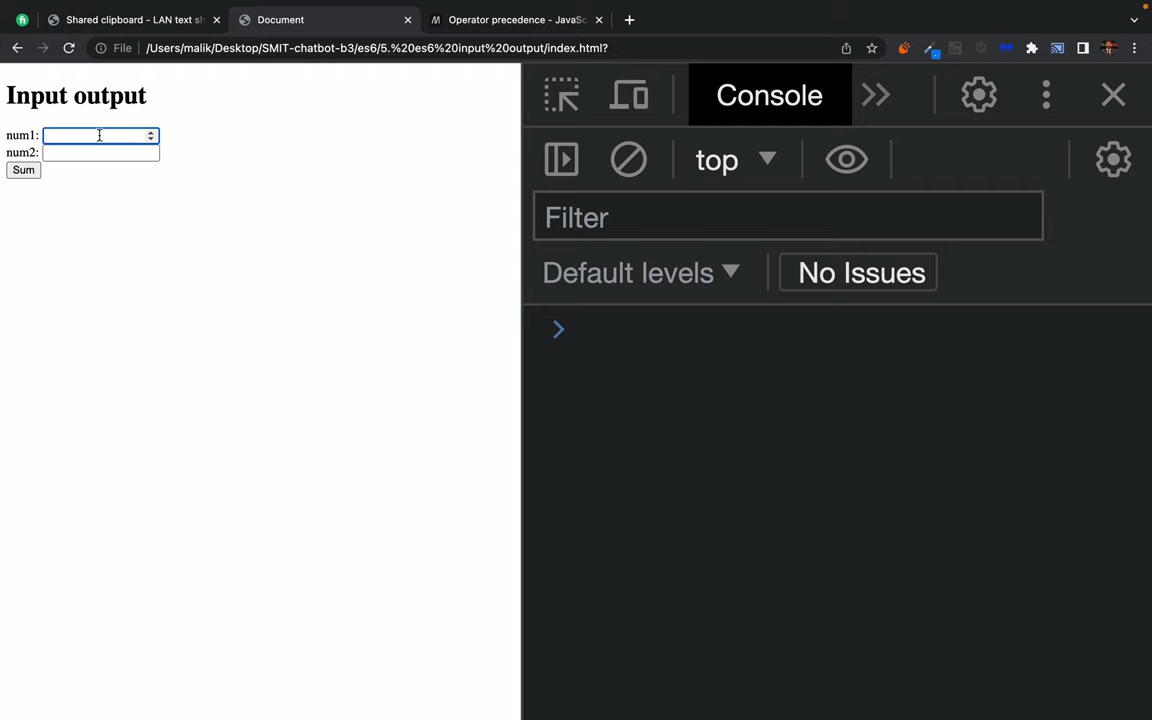 Shared clipboard - LAN text sh
Document
Operator precedence - JavaSc
File
/Users/malik/Desktop/SMIT-chatbot-b3/es6/5.%20es6%20input%20output/index.html?
Input output
num1:
num2:
Sum
Console
top
Filter
Default levels
No Issues